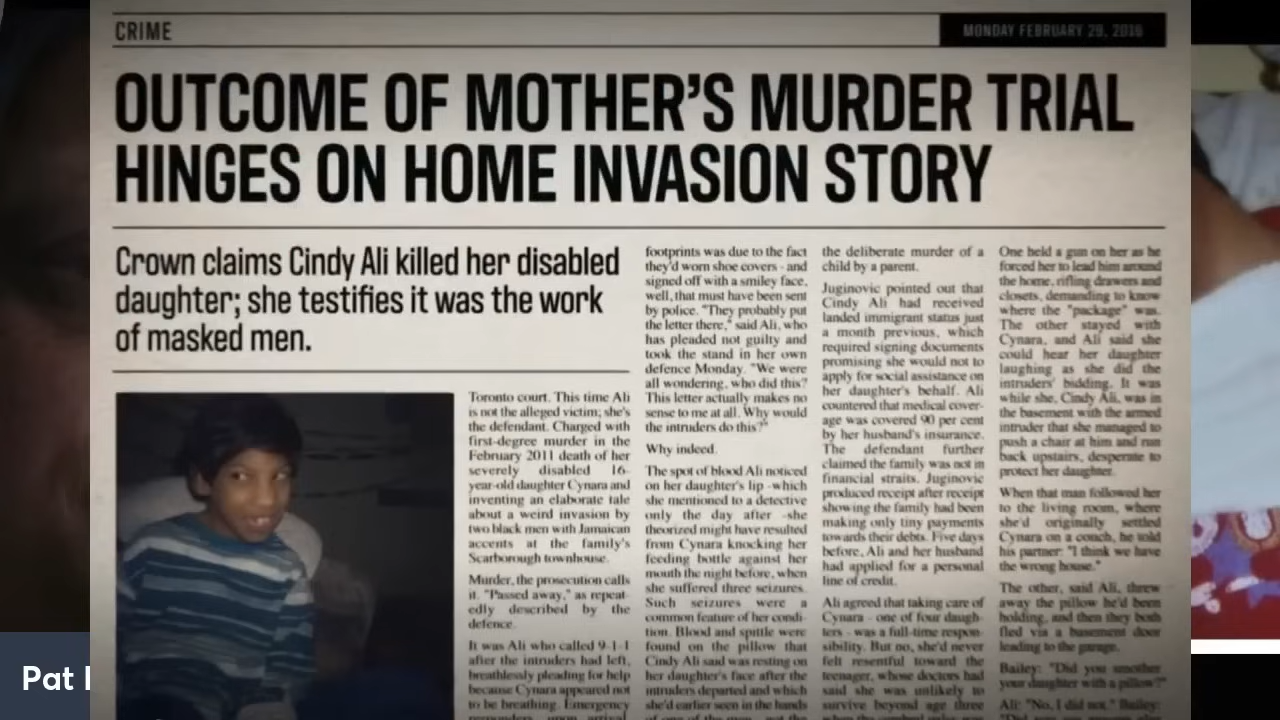 CRIME
MONDAY FEBRUARY 29, 2016
OUTCOME OF MOTHER'S MURDER TRIAL
HINGES ON HOME INVASION STORY
Crown claims Cindy Ali killed her disabled
daughter; she testifies it was the work
of masked men.
Toronto court. This time Ali
is not the alleged victim; she's
the defendant. Charged with
first-degree murder in the
February 2011 death of her
severely disabled 16-
year-old daughter Cynara and
inventing an elaborate tale
about a weird invasion by
two black men with Jamaican
accents at the family's
Scarborough townhouse.
Murder, the prosecution calls
it. "Passed away," as repeat-
edly described by the
defence.
It was Ali who called 9-1-1
after the intruders had left,
breathlessly pleading for help
because Cynara appeared not
to be breathing. Emergency
responders, upon arrival,
footprints was due to the fact
they'd worn shoe covers - and
signed off with a smiley face,
well, that must have been sent
by police. "They probably put
the letter there," said Ali, who
has pleaded not guilty and
took the stand in her own
defence Monday. "We were
all wondering, who did this?
This letter actually makes no
sense to me at all. Why would
the intruders do this?"
Why indeed.
The spot of blood Ali noticed
on her daughter's lip -which
she mentioned to a detective
only the day after -she
theorized might have resulted
from Cynara knocking her
feeding bottle against her
mouth the night before, when
she suffered three seizures.
Such seizures were a
common feature of her condi-
tion. Blood and spittle were
found on the pillow that
Cindy Ali said was resting on
her daughter's face after the
intruders departed and which
she'd earlier seen in the hands
of one of the men
the deliberate murder of a
child by a parent.
Juginovic pointed out that
Cindy Ali had received
landed immigrant status just
a month previous, which
required signing documents
promising she would not to
apply for social assistance on
her daughter's behalf. Ali
countered that medical cover-
age was covered 90 per cent
by her husband's insurance.
The defendant further
claimed the family was not in
financial straits. Juginovic
produced receipt after receipt
showing the family had been
making only tiny payments
towards their debts. Five days
before, Ali and her husband
had applied for a personal
line of credit.
Ali agreed that taking care of
Cynara - one of four daugh-
ters - was a full-time respon-
sibility. But no, she'd never
felt resentful toward the
teenager, whose doctors had
said she was unlikely to
survive beyond age three
One held a gun on her as he
forced her to lead him around
the home, rifling drawers and
closets, demanding to know
where the "package" was.
The other stayed with
Cynara, and Ali said she
could hear her daughter
laughing as she did the
intruders' bidding. It was
while she, Cindy Ali, was in
the basement with the armed
intruder that she managed to
push a chair at him and run
back upstairs, desperate to
protect her daughter.
When that man followed her
to the living room, where
she'd originally settled
Cynara on a couch, he told
his partner: "I think we have
the wrong house."
The other, said Ali, threw
away the pillow he'd been
holding, and then they both
fled via a basement door
leading to the garage.
Bailey: "Did you smother
your daughter with a pillow?"
Ali: "No, I did not." Bailey:
Pat